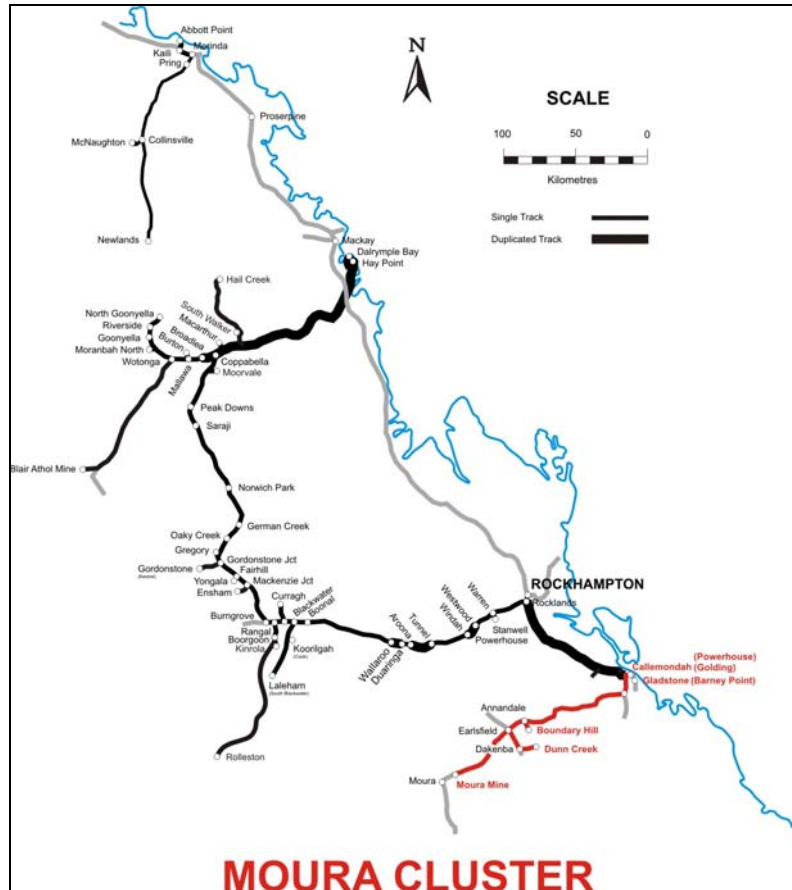 Abbott Point
Kaili
Merinda
Pring
N
SCALE
100 50 0
Kilometres
Single Track
Duplicated Track
Proserpine
McNaughton
Collinsville
Newlands
Mackay
Dalrymple Bay
Hay Point
Hail Creek
South Walker
Macarthur
North Goonyella
Riverside
Goonyella
Moranbah North
Broadlea
Burton
Wotonga
Mallawa
Coppabella
Moorvale
Peak Downs
Saraji
Blair Athol Mine
Norwich Park
German Creek
Oaky Creek
Gregory
Gordonstone Jct
Gordonstone
Fairhill
Yongala
Mackenzie Jct
Ensham
Curragh
Blackwater
Boonal
Burngrove
Rangal
Boorgoon
Kinrola
Koorilgah
(Cook)
Laleham
(South Blackwater)
Rolleston
Wallaroo
Duaringa
Aroona
Tunnel
Windah
Westwood
Warren
Stanwell
Powerhouse
ROCKHAMPTON
Rocklands
(Powerhouse)
Callemondah (Golding)
Gladstone (Barney Point)
Annandale
Earlsfield
Boundary Hill
Dakenba
Dunn Creek
Moura
Moura Mine
MOURA CLUSTER